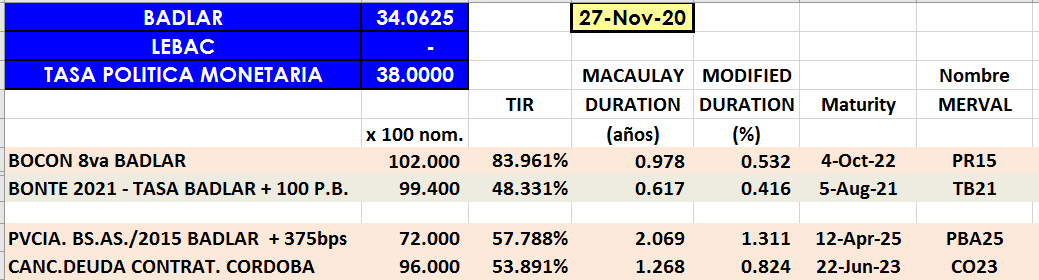 BADLAR 34.0625 27-Nov-20
LEBAC -
TASA POLITICA MONETARIA 38.0000 MACAULAY MODIFIED Nombre
TIR DURATION DURATION Maturity MERVAL
x 100 nom. (años) (%)
BOCON 8va BADLAR 102.000 83.961% 0.978 0.532 4-Oct-22 PR15
BONTE 2021 - TASA BADLAR + 100 P.B. 99.400 48.331% 0.617 0.416 5-Aug-21 TB21
PVCIA. BS.AS./2015 BADLAR + 375bps 72.000 57.788% 2.069 1.311 12-Apr-25 PBA25
CANC.DEUDA CONTRAT. CORDOBA 96.000 53.891% 1.268 0.824 22-Jun-23 CO23